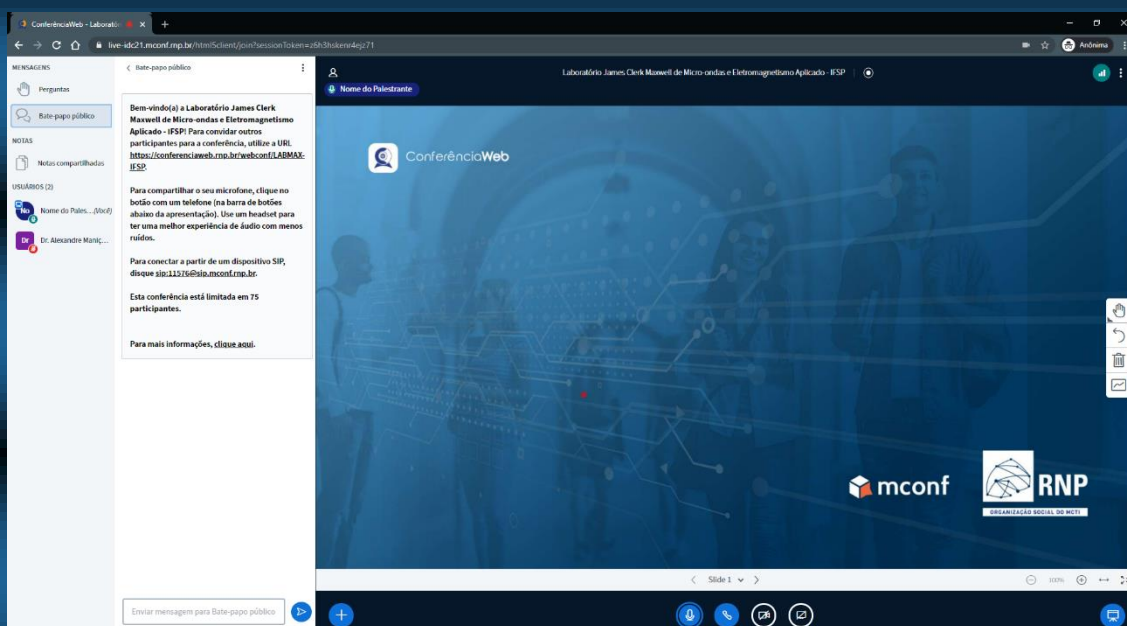 ConferênciaWeb - Laborató
live-idc21.mconf.rnp.br/html5client/join?sessionToken=z6h3hskenr4ejz71
Anônima
MENSAGENS
Perguntas
Bate-papo público
NOTAS
Notas compartilhadas
USUÁRIOS (2)
No
Nome do Pales... (Você)
Dr
Dr. Alexandre Maniç...
Bate-papo público
Bem-vindo(a) a Laboratório James Clerk
Maxwell de Micro-ondas e Eletromagnetismo
Aplicado - IFSP! Para convidar outros
participantes para a conferência, utilize a URL
https://conferenciaweb.rnp.br/webconf/LABMAX-
IFSP.
Para compartilhar o seu microfone, clique no
botão com um telefone (na barra de botões
abaixo da apresentação). Use um headset para
ter uma melhor experiência de áudio com menos
ruídos.
Para conectar a partir de um dispositivo SIP,
disque sip:11576@sip.mconf.rnp.br.
Esta conferência está limitada em 75
participantes.
Para mais informações, clique aqui.
Enviar mensagem para Bate-papo público
Laboratório James Clerk Maxwell de Micro-ondas e Eletromagnetismo Aplicado - IFSP
Nome do Palestrante
ConferênciaWeb
mconf
RNP
ORGANIZAÇÃO SOCIAL DO MCTI
Slide 1
100%